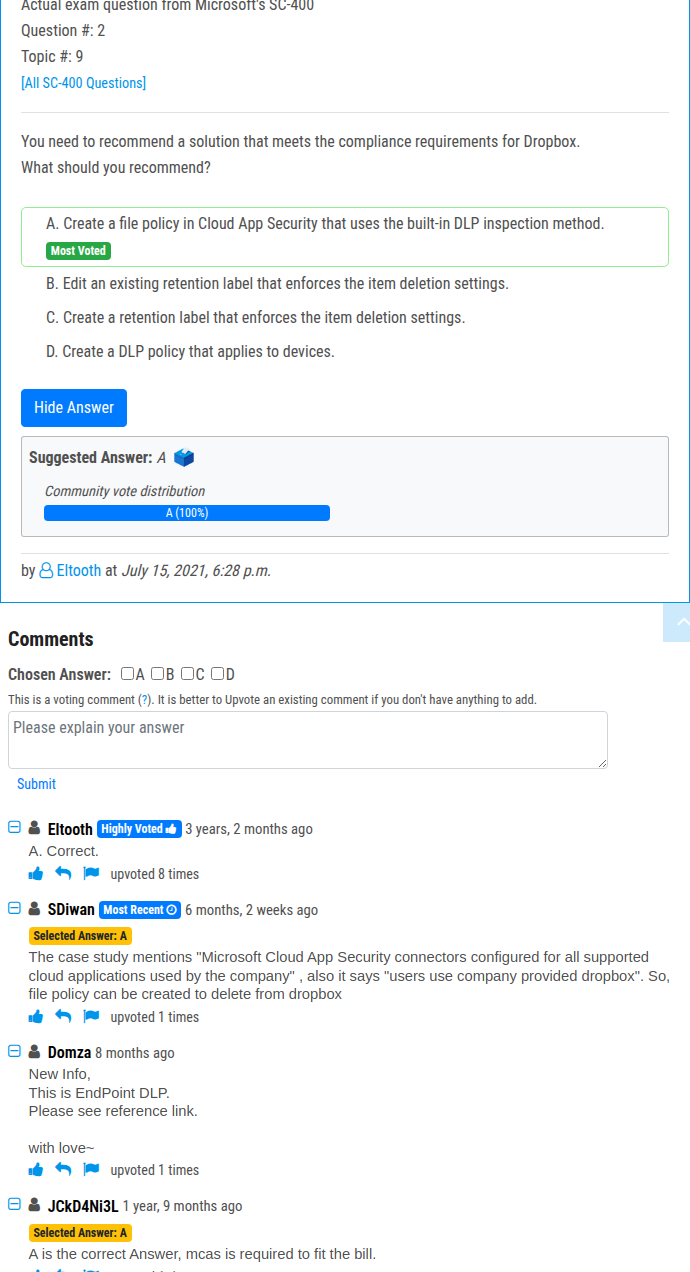 Actual exam question from Microsoft's SC-400
Question #: 2
Topic #: 9
[All SC-400 Questions]
You need to recommend a solution that meets the compliance requirements for Dropbox.
What should you recommend?
A. Create a file policy in Cloud App Security that uses the built-in DLP inspection method.
Most Voted
B. Edit an existing retention label that enforces the item deletion settings.
C. Create a retention label that enforces the item deletion settings.
D. Create a DLP policy that applies to devices.
Hide Answer
Suggested Answer: A
Community vote distribution
A (100%)
by Eltooth at July 15, 2021, 6:28 p.m.
Comments
Chosen Answer: A B C D
This is a voting comment (?). It is better to Upvote an existing comment if you don't have anything to add.
Please explain your answer
Submit
Eltooth Highly Voted 3 years, 2 months ago
A. Correct.
upvoted 8 times
SDiwan Most Recent 6 months, 2 weeks ago
Selected Answer: A
The case study mentions "Microsoft Cloud App Security connectors configured for all supported
cloud applications used by the company" , also it says "users use company provided dropbox". So,
file policy can be created to delete from dropbox
upvoted 1 times
Domza 8 months ago
New Info,
This is EndPoint DLP.
Please see reference link.
with love~
upvoted 1 times
JCkD4Ni3L 1 year, 9 months ago
Selected Answer: A
A is the correct Answer, mcas is required to fit the bill.